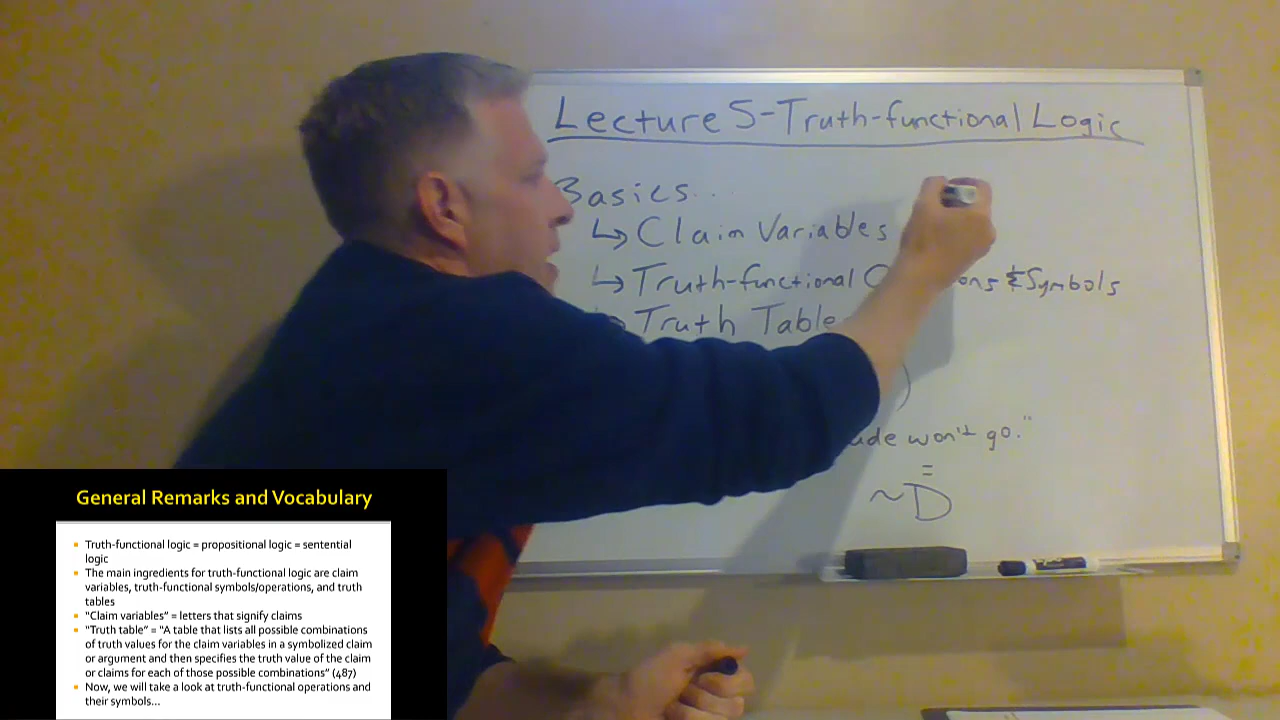 Lecture 5-Truth-functional Logic
Basics...
↳ Claim Variables
↳ Truth-functional ons & Symbols
Truth Table
)
won't go."
=
~D
General Remarks and Vocabulary
Truth-functional logic = propositional logic = sentential
logic
The main ingredients for truth-functional logic are claim
variables, truth-functional symbols/operations, and truth
tables
"Claim variables" = letters that signify claims
"Truth table" = "A table that lists all possible combinations
of truth values for the claim variables in a symbolized claim
or argument and then specifies the truth value of the claim
or claims for each of those possible combinations" (487)
Now, we will take a look at truth-functional operations and
their symbols...